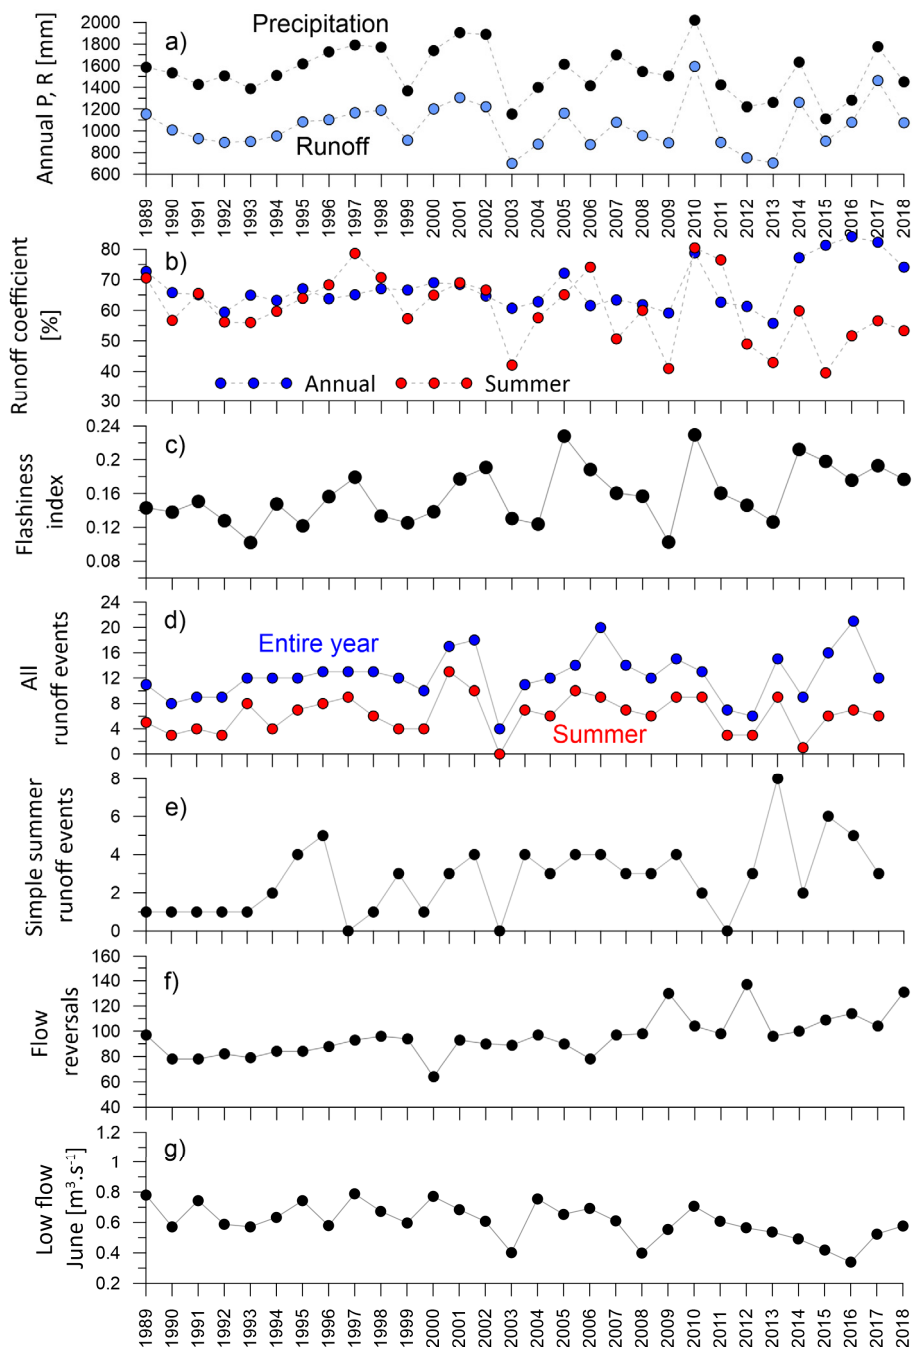 a)
Precipitation
Runoff
Annual P, R [mm]
2000
1800
1600
1400
1200
1000
800
600
1989 1990 1991 1992 1993 1994 1995 1996 1997 1998 1999 2000 2001 2002 2003 2004 2005 2006 2007 2008 2009 2010 2011 2012 2013 2014 2015 2016 2017 2018
b)
Runoff coefficient
[%]
80
70
60
50
40
30
Annual Summer
c)
Flashiness
index
0.24
0.2
0.16
0.12
0.08
d)
Entire year
Summer
All
runoff events
24
20
16
12
8
4
0
e)
Simple summer
runoff events
8
6
4
2
0
f)
Flow
reversals
160
140
120
100
80
60
40
g)
Low flow
June [m³.s⁻¹]
1.2
1
0.8
0.6
0.4
0.2
1989 1990 1991 1992 1993 1994 1995 1996 1997 1998 1999 2000 2001 2002 2003 2004 2005 2006 2007 2008 2009 2010 2011 2012 2013 2014 2015 2016 2017 2018